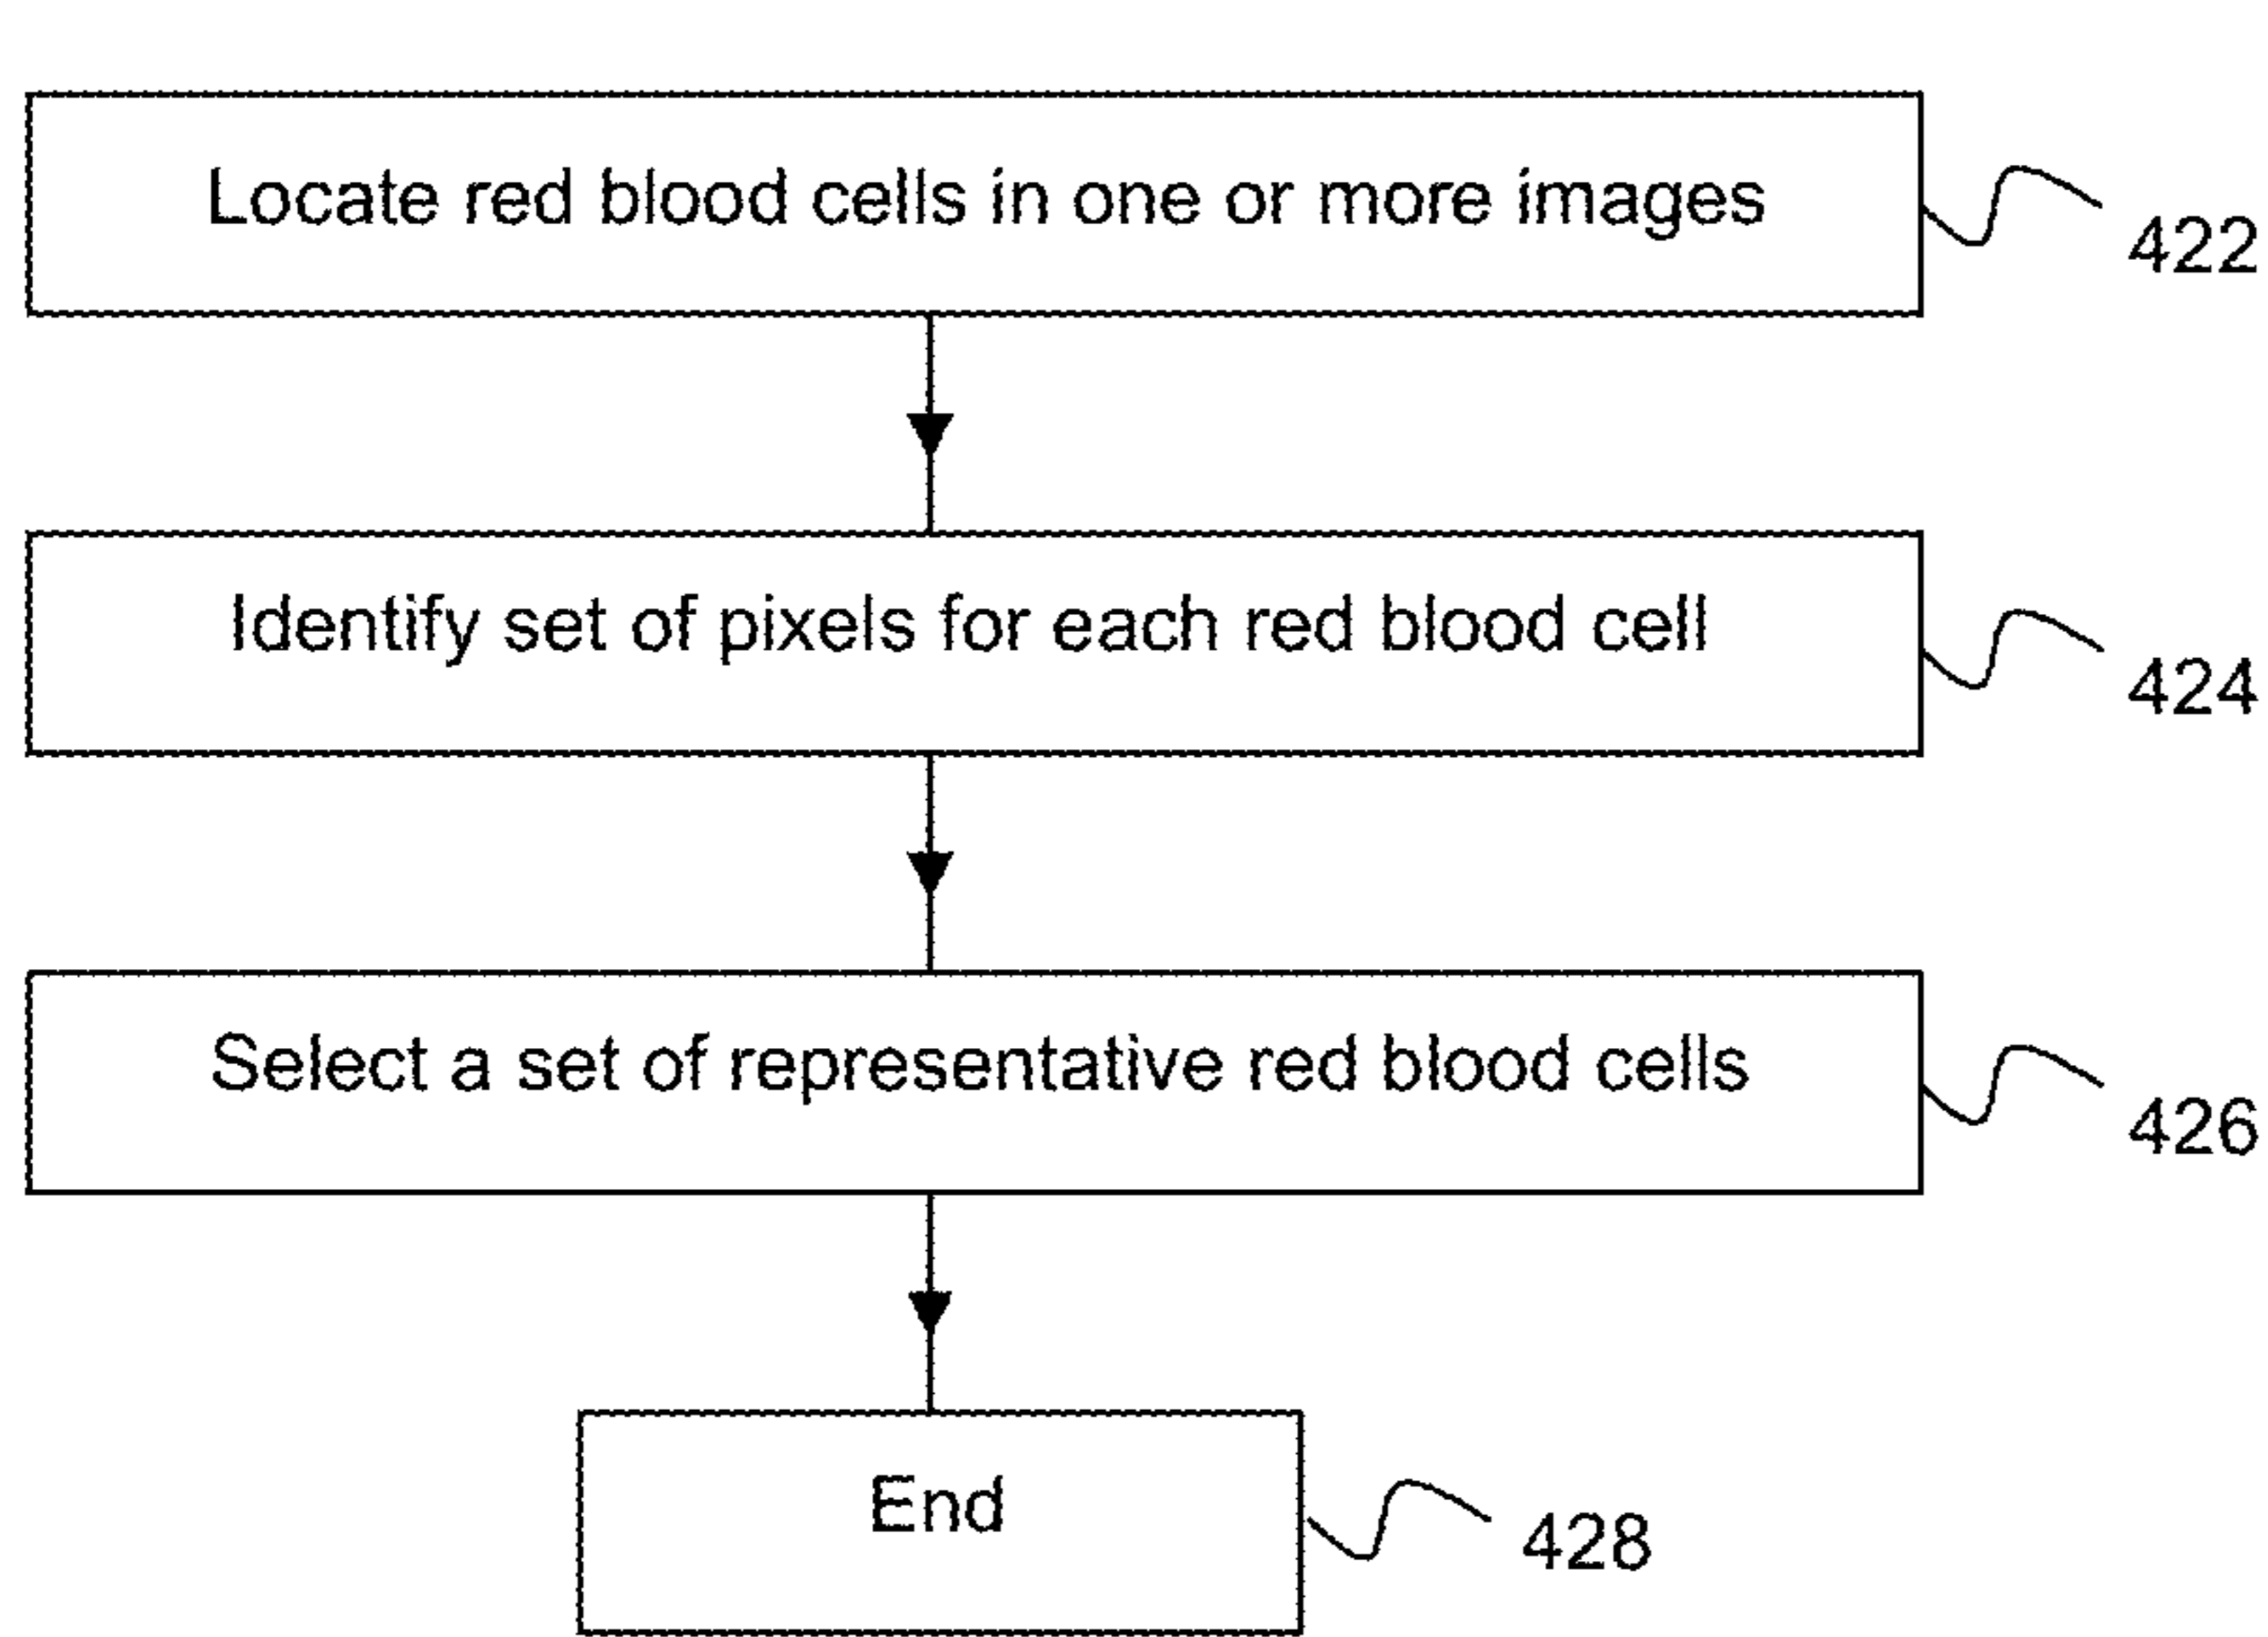 Locate red blood cells in one or more images
422
Identify set of pixels for each red blood cell
424
Select a set of representative red blood cells
426
End
428